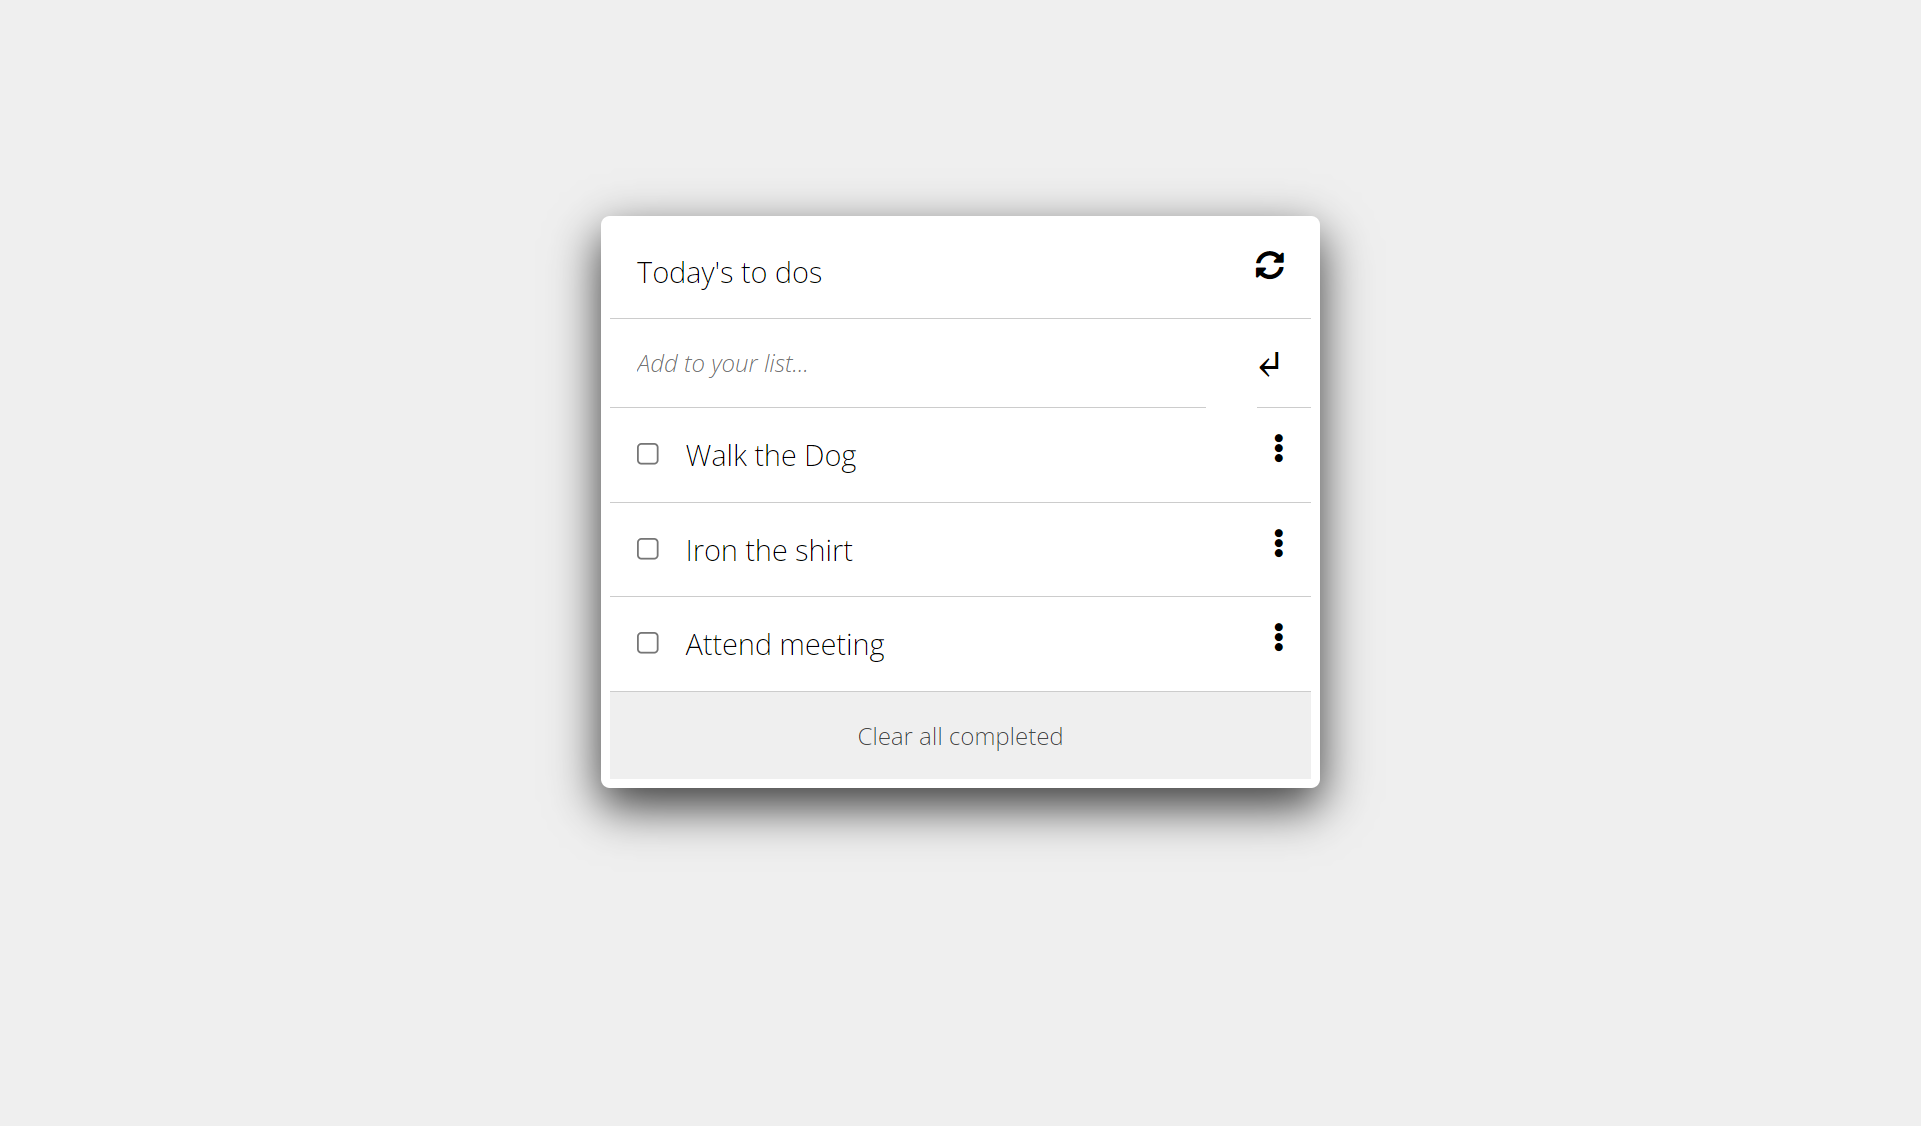 Today's to dos
Add to your list...
Walk the Dog
Iron the shirt
Attend meeting
Clear all completed